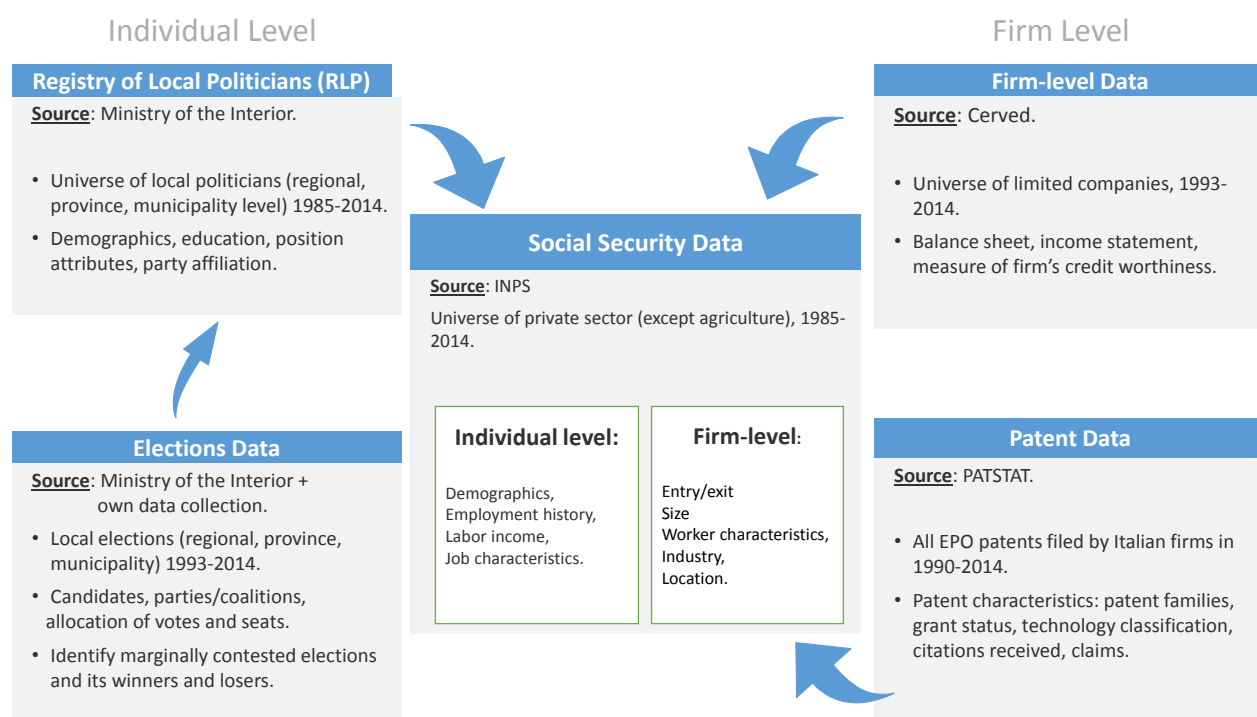 Individual Level
Registry of Local Politicians (RLP)
Source: Ministry of the Interior.
• Universe of local politicians (regional,
province, municipality level) 1985-2014.
• Demographics, education, position
attributes, party affiliation.
Elections Data
Source: Ministry of the Interior +
own data collection.
• Local elections (regional, province,
municipality) 1993-2014.
• Candidates, parties/coalitions,
allocation of votes and seats.
• Identify marginally contested elections
and its winners and losers.
Social Security Data
Source: INPS
Universe of private sector (except agriculture), 1985-
2014.
Individual level:
Demographics,
Employment history,
Labor income,
Job characteristics.
Firm-level:
Entry/exit
Size
Worker characteristics,
Industry,
Location.
Firm Level
Firm-level Data
Source: Cerved.
• Universe of limited companies, 1993-
2014.
• Balance sheet, income statement,
measure of firm's credit worthiness.
Patent Data
Source: PATSTAT.
• All EPO patents filed by Italian firms in
1990-2014.
• Patent characteristics: patent families,
grant status, technology classification,
citations received, claims.